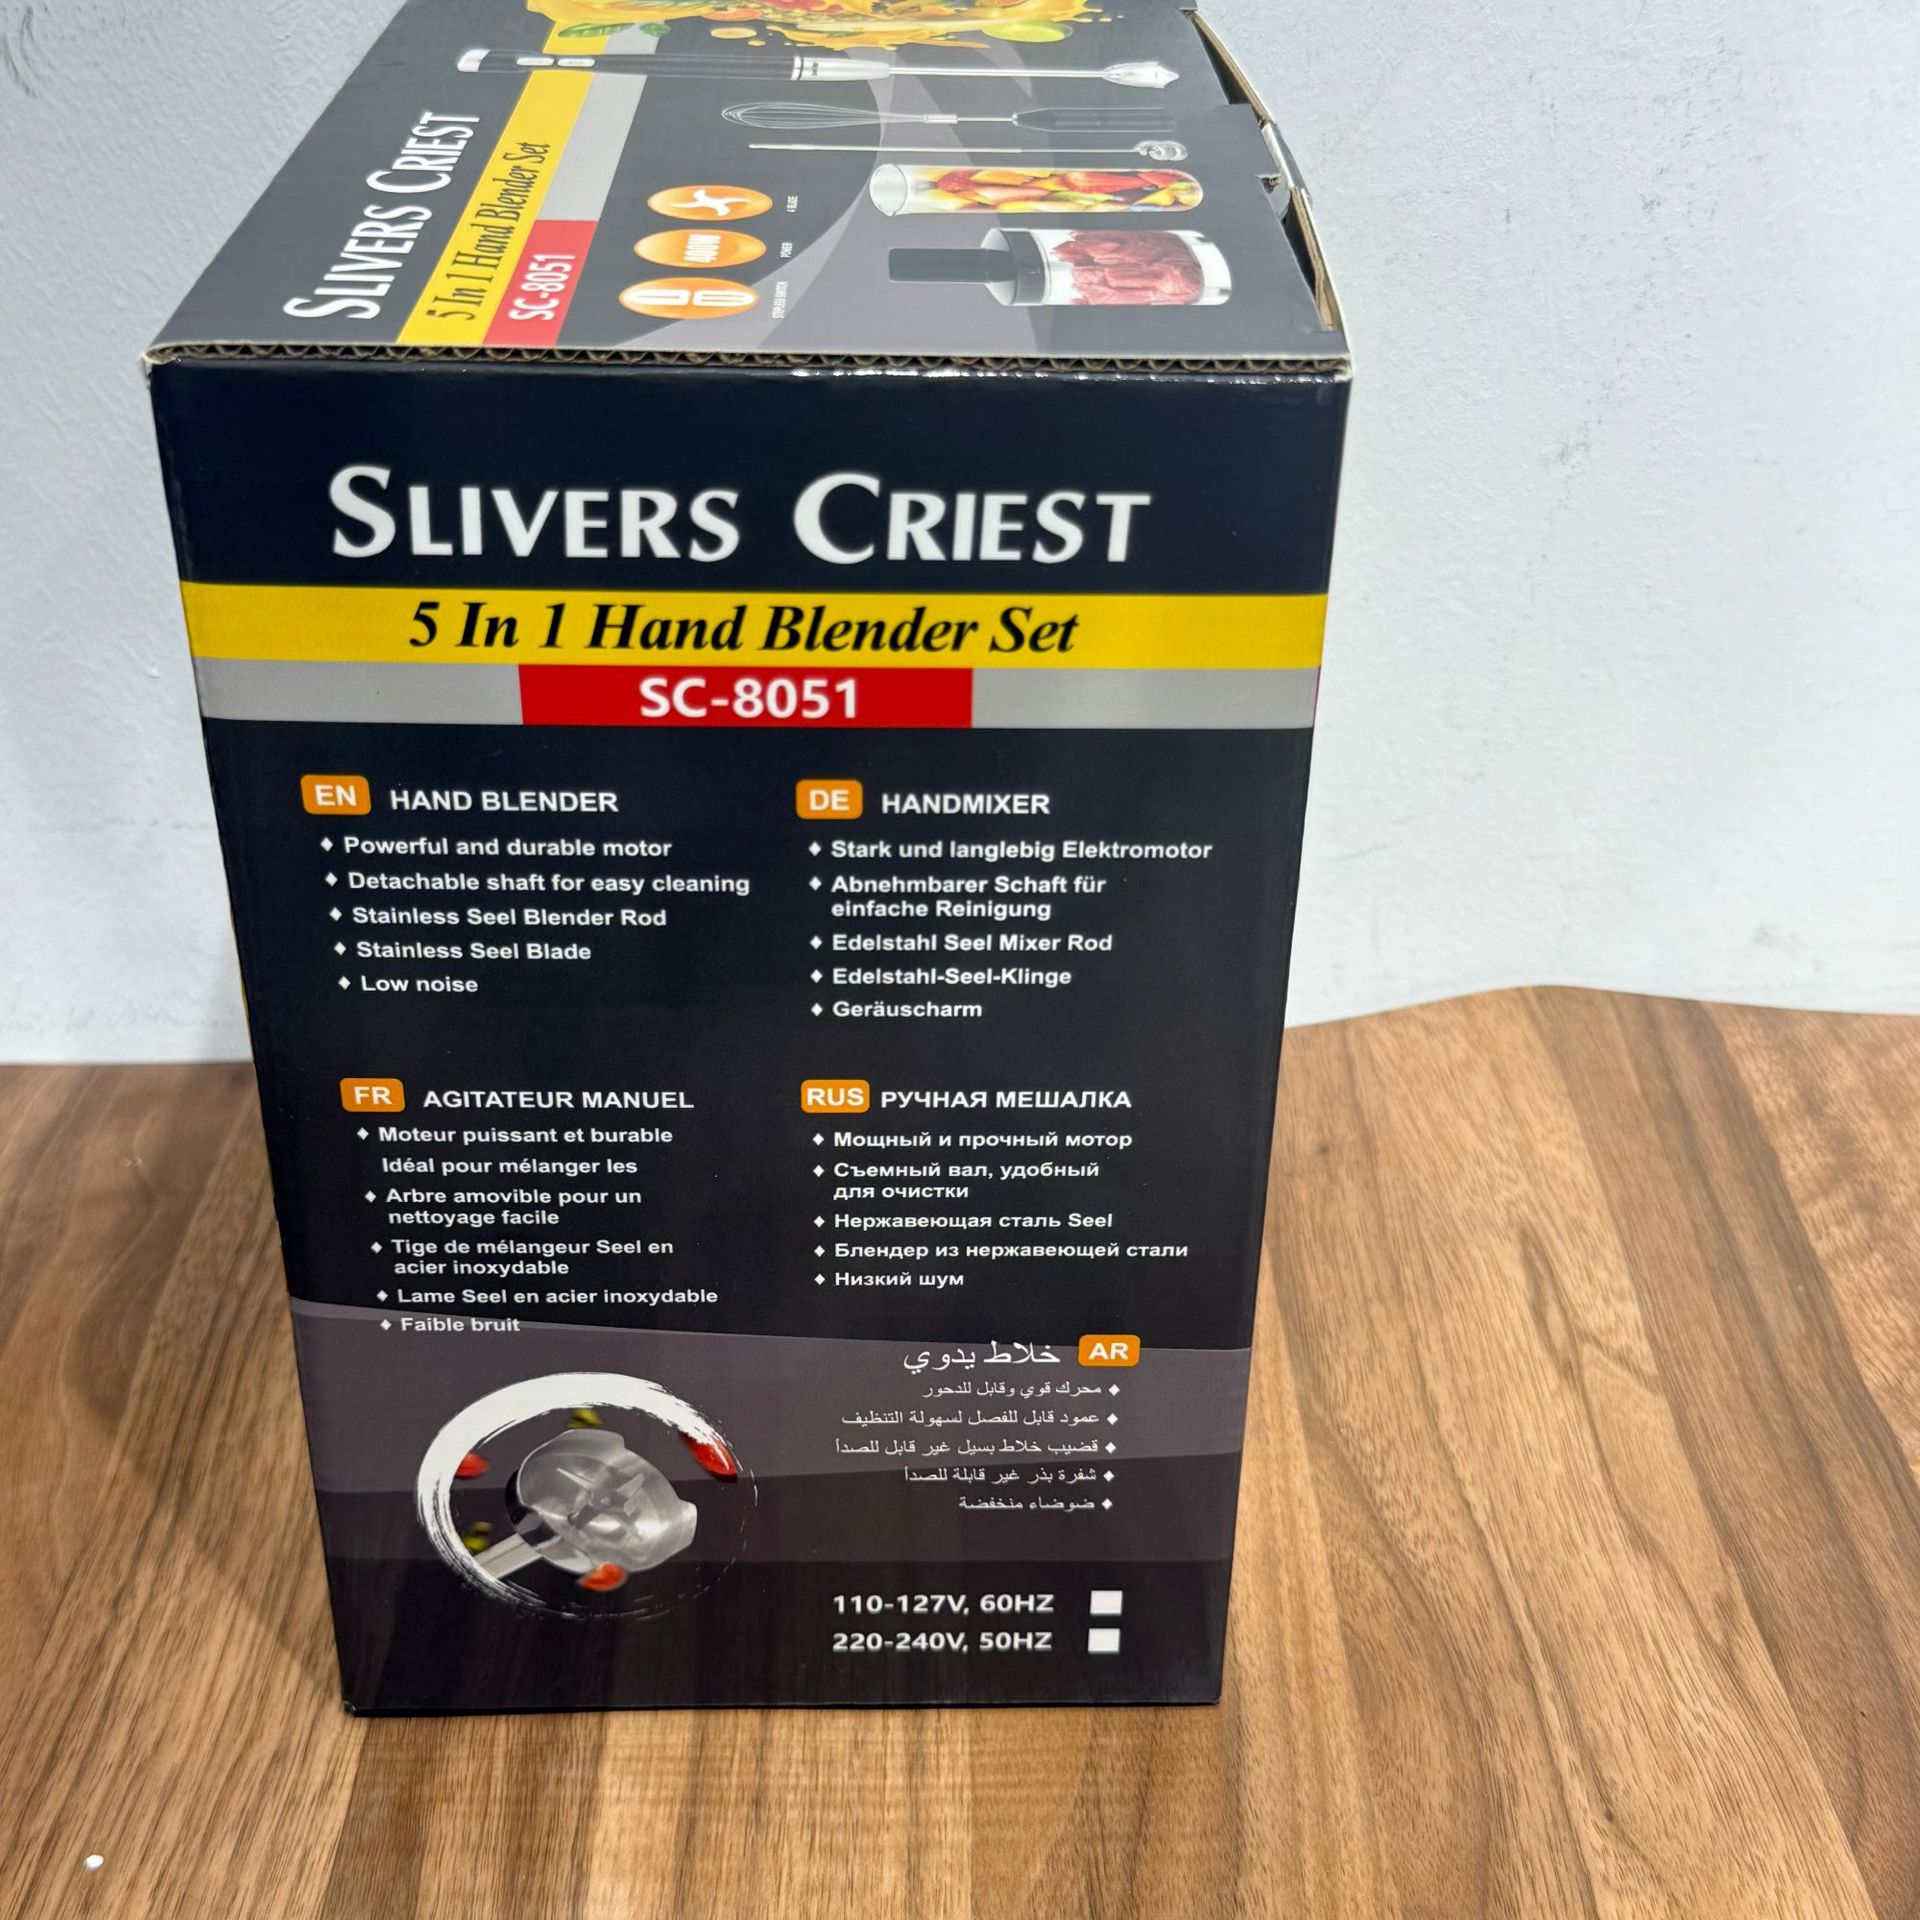 SLIVERS CRIEST
5 In 1 Hand Blender Set
SC-8051
4 BLADE
400W
POWER
STEPLESS SWITCH
SLIVERS CRIEST
5 In 1 Hand Blender Set
SC-8051
EN HAND BLENDER
Powerful and durable motor
Detachable shaft for easy cleaning
Stainless Seel Blender Rod
Stainless Seel Blade
Low noise
DE HANDMIXER
Stark und langlebig Elektromotor
Abnehmbarer Schaft für
einfache Reinigung
Edelstahl Seel Mixer Rod
Edelstahl-Seel-Klinge
Geräuscharm
FR AGITATEUR MANUEL
Moteur puissant et burable
Idéal pour mélanger les
Arbre amovible pour un
nettoyage facile
Tige de mélangeur Seel en
acier inoxydable
Lame Seel en acier inoxydable
Faible bruit
RUS РУЧНАЯ МЕШАЛКА
Мощный и прочный мотор
Съемный вал, удобный
для очистки
Нержавеющая сталь Seel
Блендер из нержавеющей стали
Низкий шум
AR خلاط يدوي
محرك قوي وقابل للدحور
عمود قابل للفصل لسهولة التنظيف
قضيب خلاط بسيل غير قابل للصدأ
شفرة بذر غير قابلة للصدأ
ضوضاء منخفضة
110-127V, 60HZ
220-240V, 50HZ